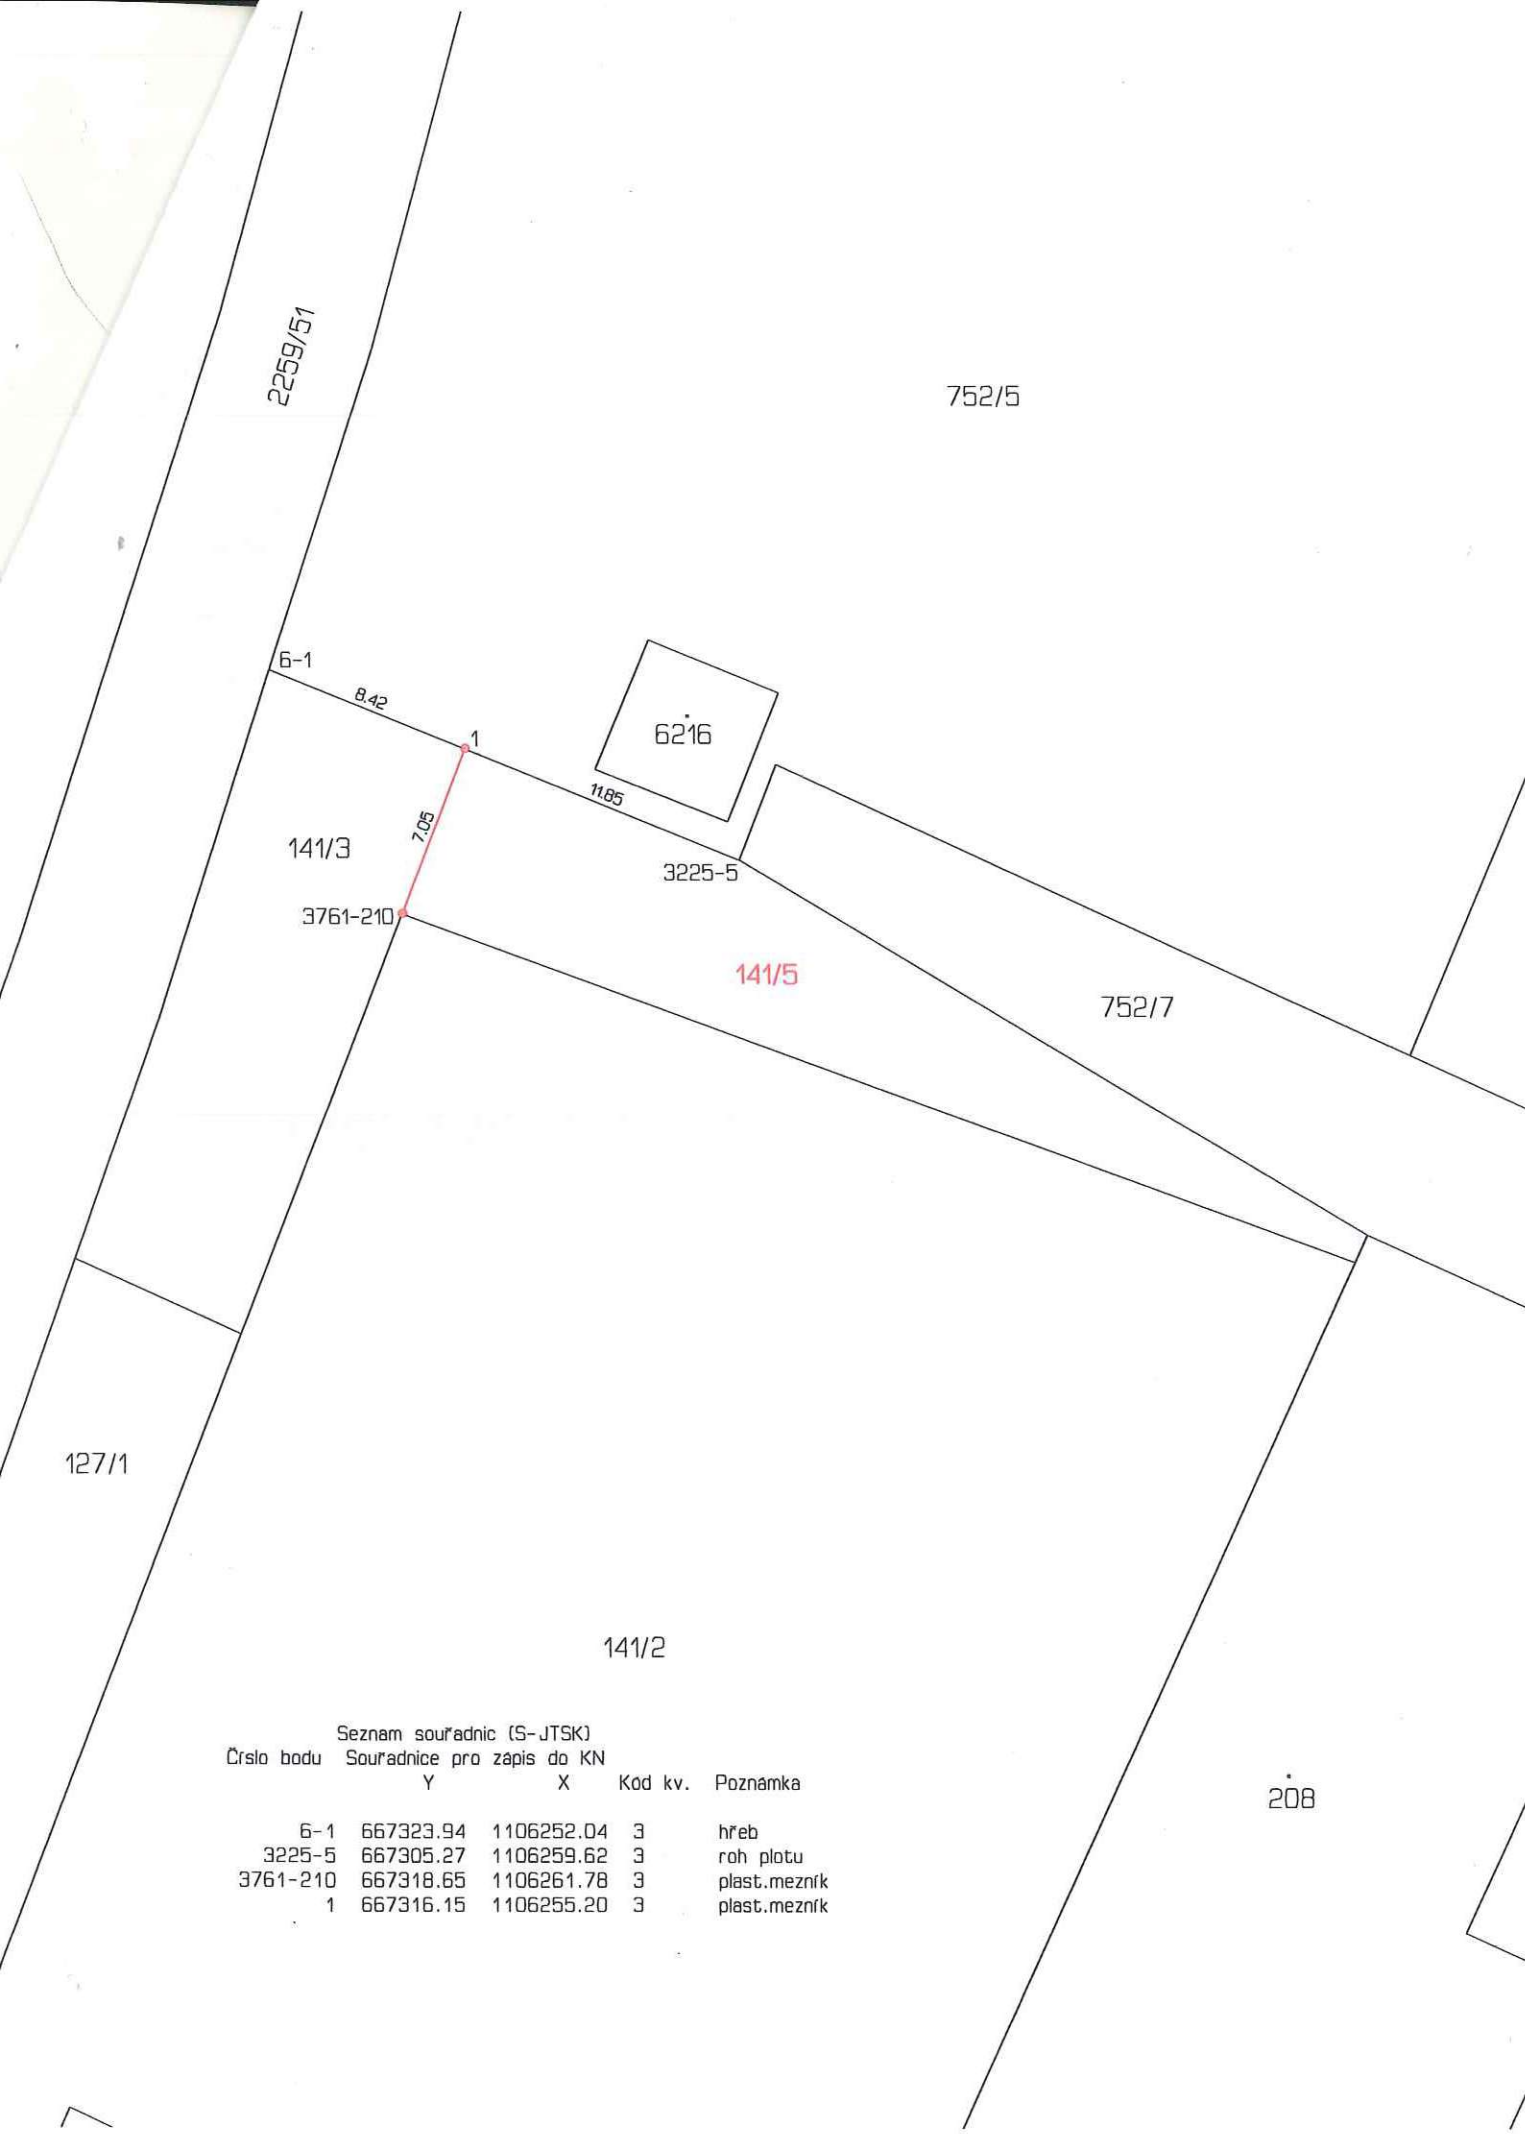 2259/51
752/5
6-1
8.42
1
6216
11.85
7.05
141/3
3225-5
3761-210
141/5
752/7
127/1
141/2
Seznam souřadnic (S-JTSK)
Číslo bodu Souřadnice pro zápis do KN
Y X Kód kv. Poznámka
6-1 667323.94 1106252.04 3 hřeb
3225-5 667305.27 1106259.62 3 roh plotu
3761-210 667318.65 1106261.78 3 plast.mezník
1 667316.15 1106255.20 3 plast.mezník
208